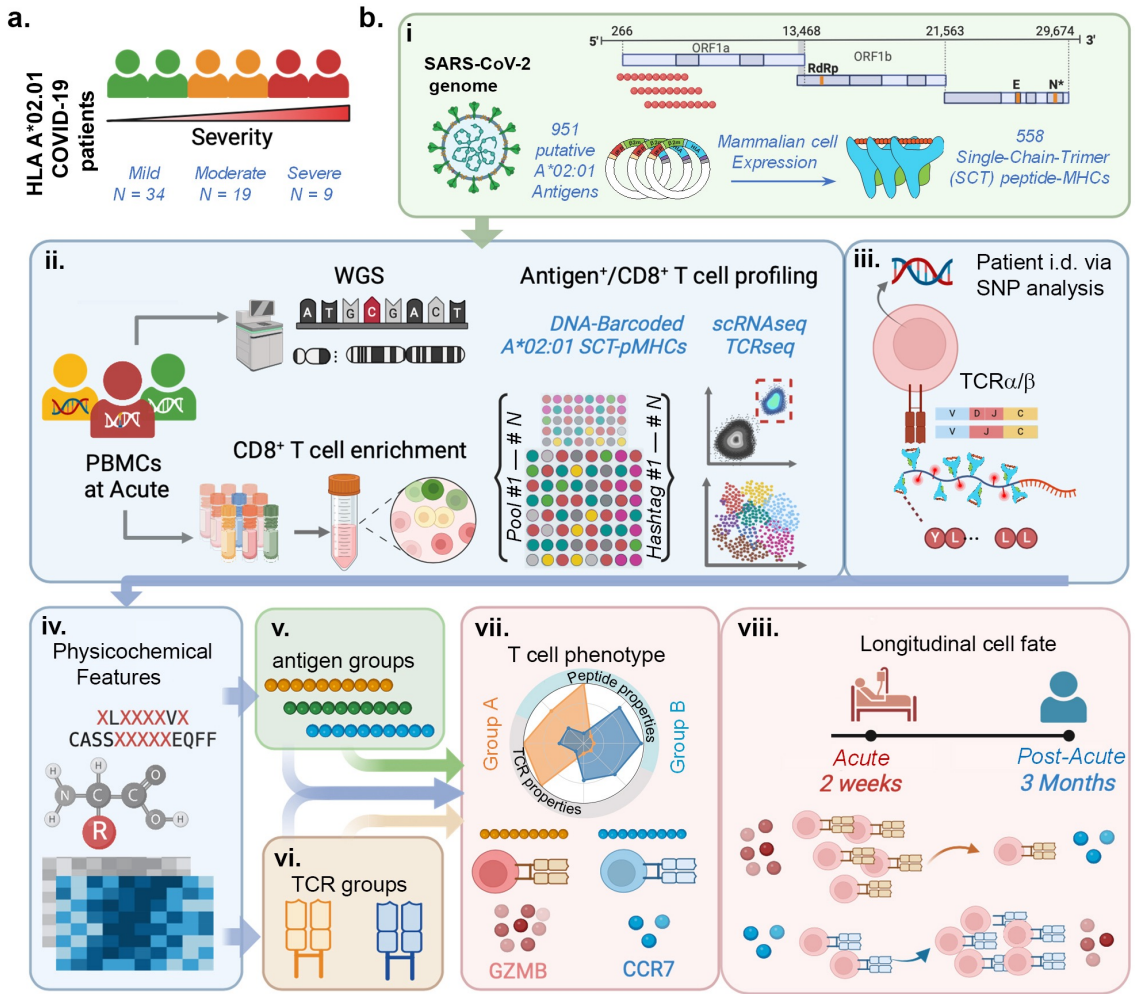 a.
HLA A*02.01
COVID-19
patients
Severity
Mild
N = 34
Moderate
N = 19
Severe
N = 9
b.
i
SARS-CoV-2
genome
5'
266
13,468
21,563
29,674
3'
ORF1a
ORF1b
RdRp
E
N*
951
putative
A*02:01
Antigens
β2m
β2m
β2m
HLA
HLA
Mammalian cell
Expression
558
Single-Chain-Trimer
(SCT) peptide-MHCs
ii.
WGS
A T G C G A C T
PBMCs
at Acute
CD8⁺ T cell enrichment
Antigen⁺/CD8⁺ T cell profiling
DNA-Barcoded
A*02:01 SCT-pMHCs
scRNAseq
TCRseq
Pool #1 — # N
Hashtag #1 — # N
iii.
Patient i.d. via
SNP analysis
TCRα/β
V D J C
V J C
Y L ... L L
iv.
Physicochemical
Features
XLXXXXVX
CASSXXXXXEQFF
H
H
N
H
C
R
C
O
O
H
v.
antigen groups
vi.
TCR groups
vii.
T cell phenotype
Group A
Peptide properties
TCR properties
Group B
GZMB
CCR7
viii.
Longitudinal cell fate
Acute
2 weeks
Post-Acute
3 Months